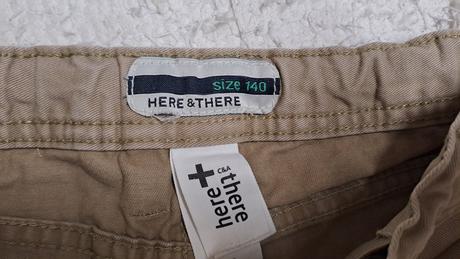 size 140
HERE & THERE
here + there
C&A